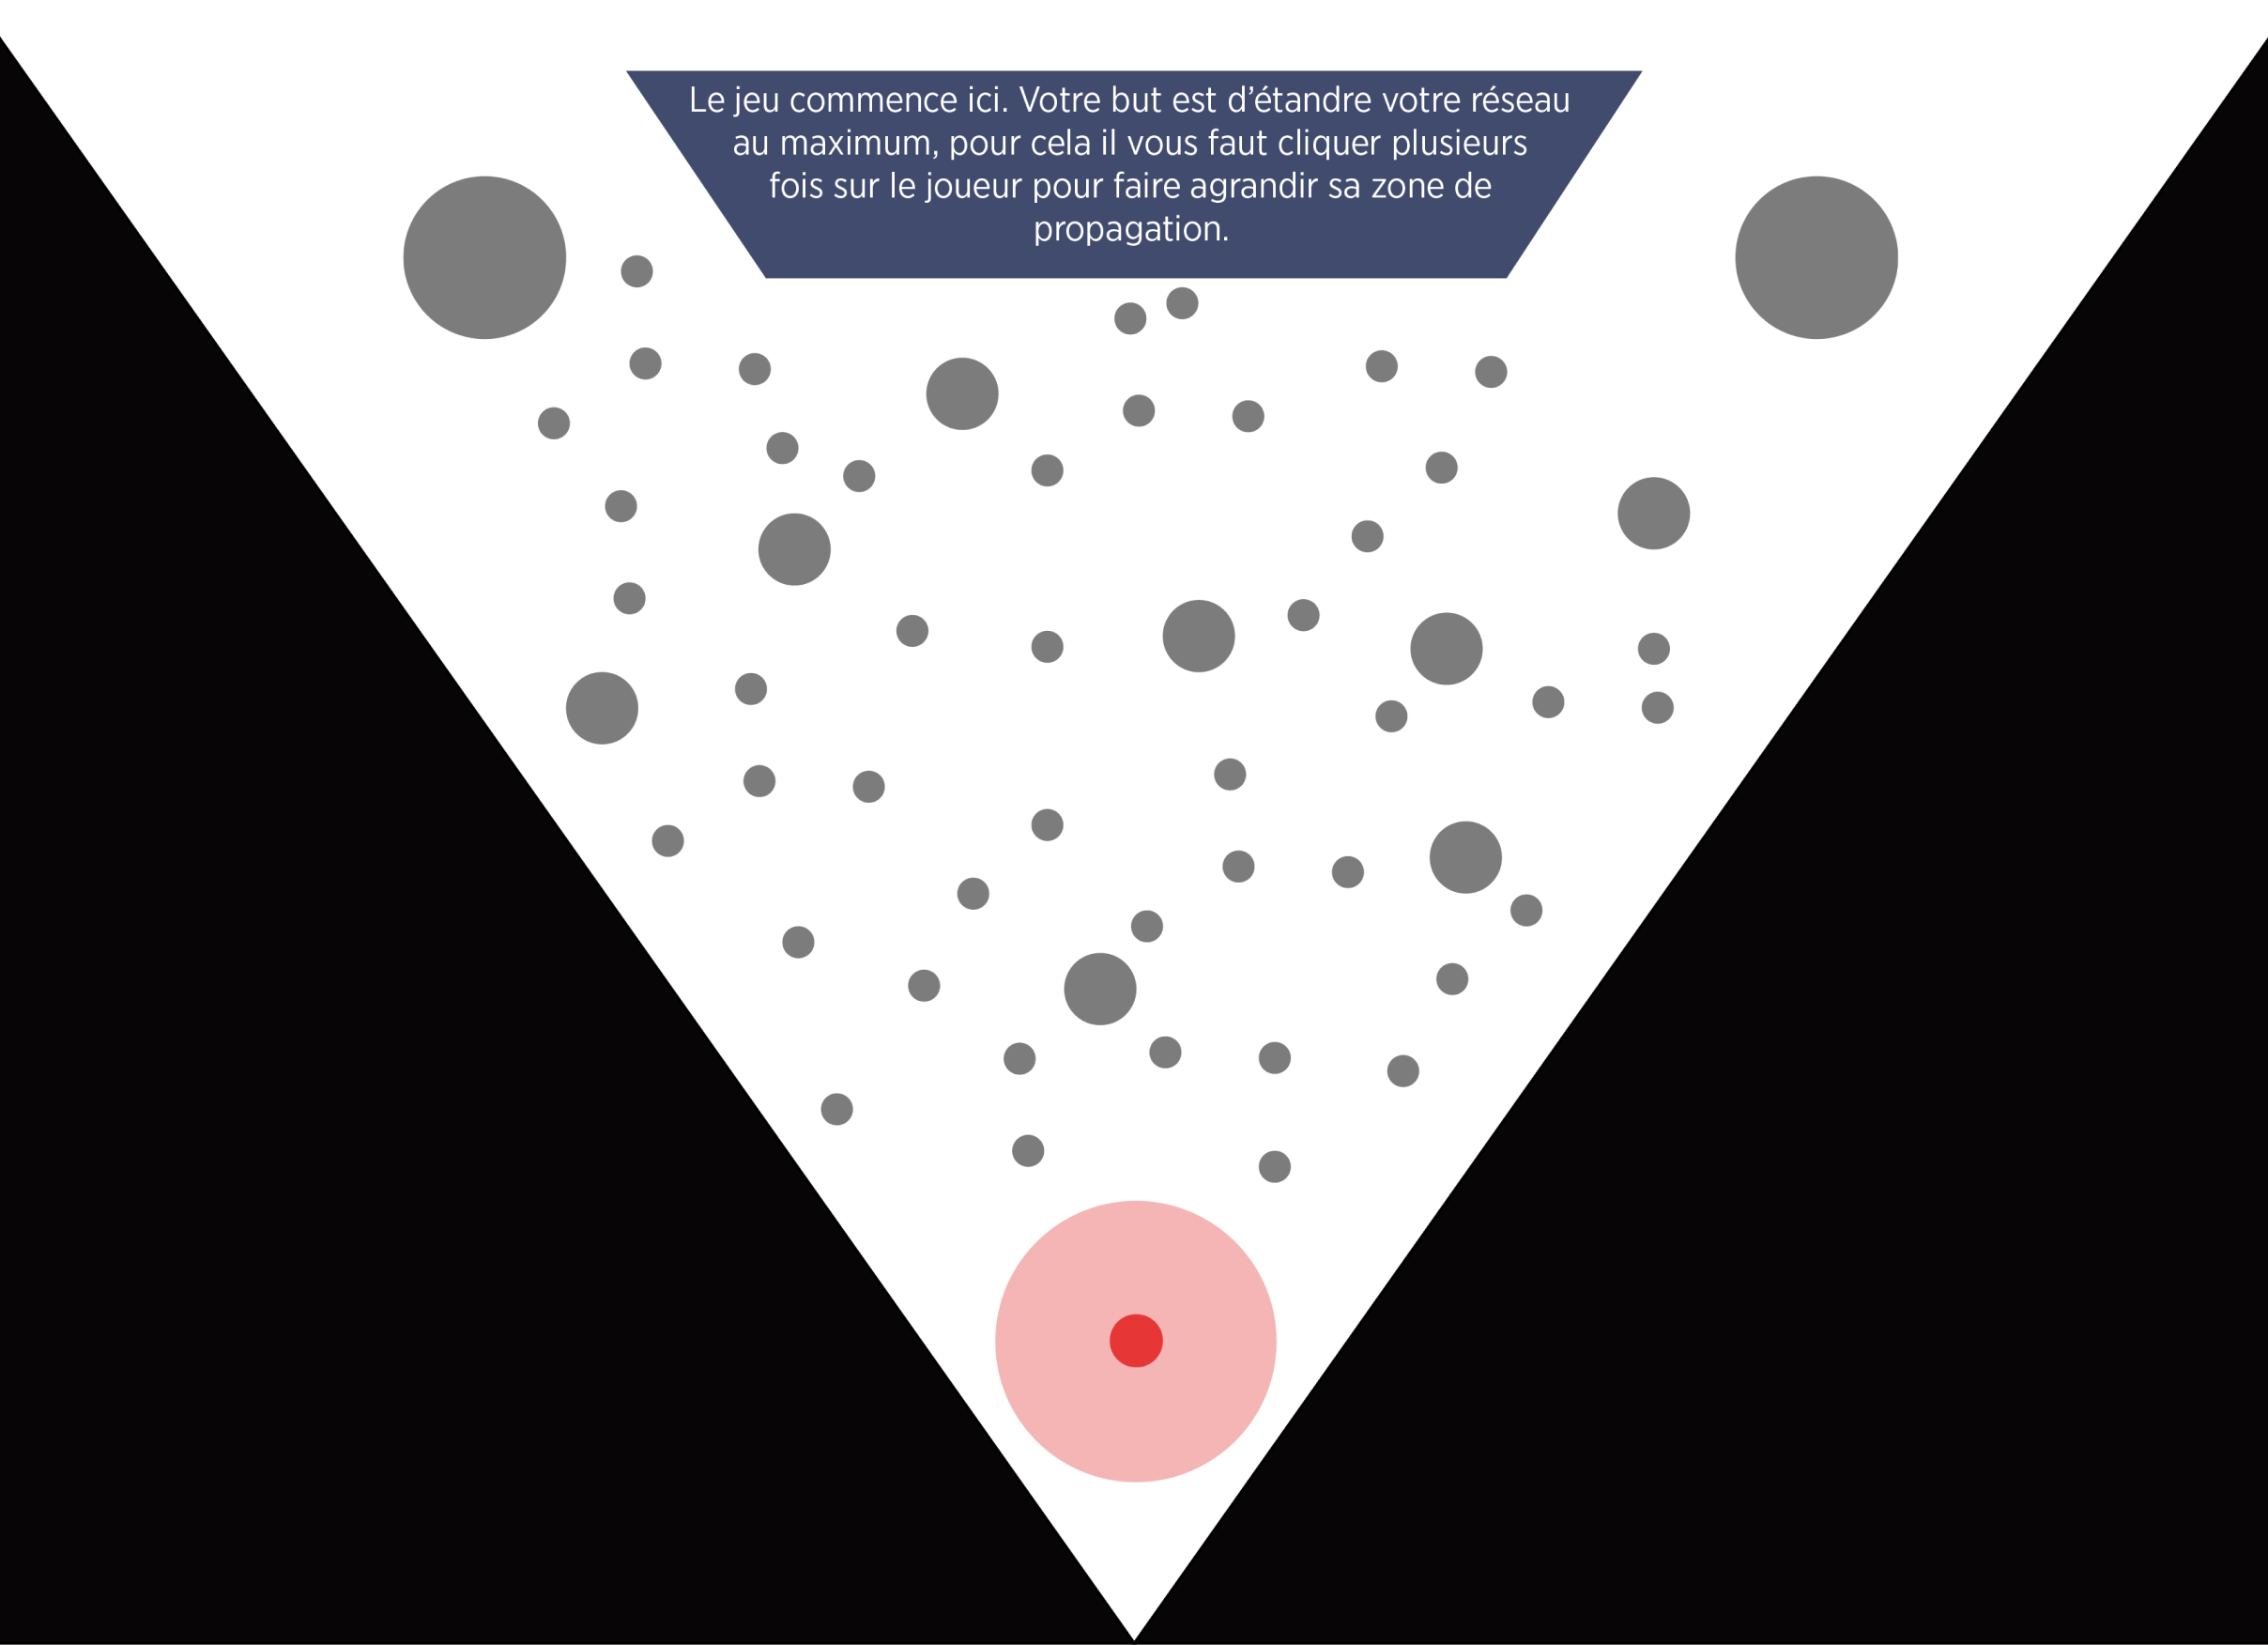 Le jeu commence ici. Votre but est d’étandre votre réseau
au maximum, pour cela il vous faut cliquer plusieurs
fois sur le joueur pour faire agrandir sa zone de
propagation.